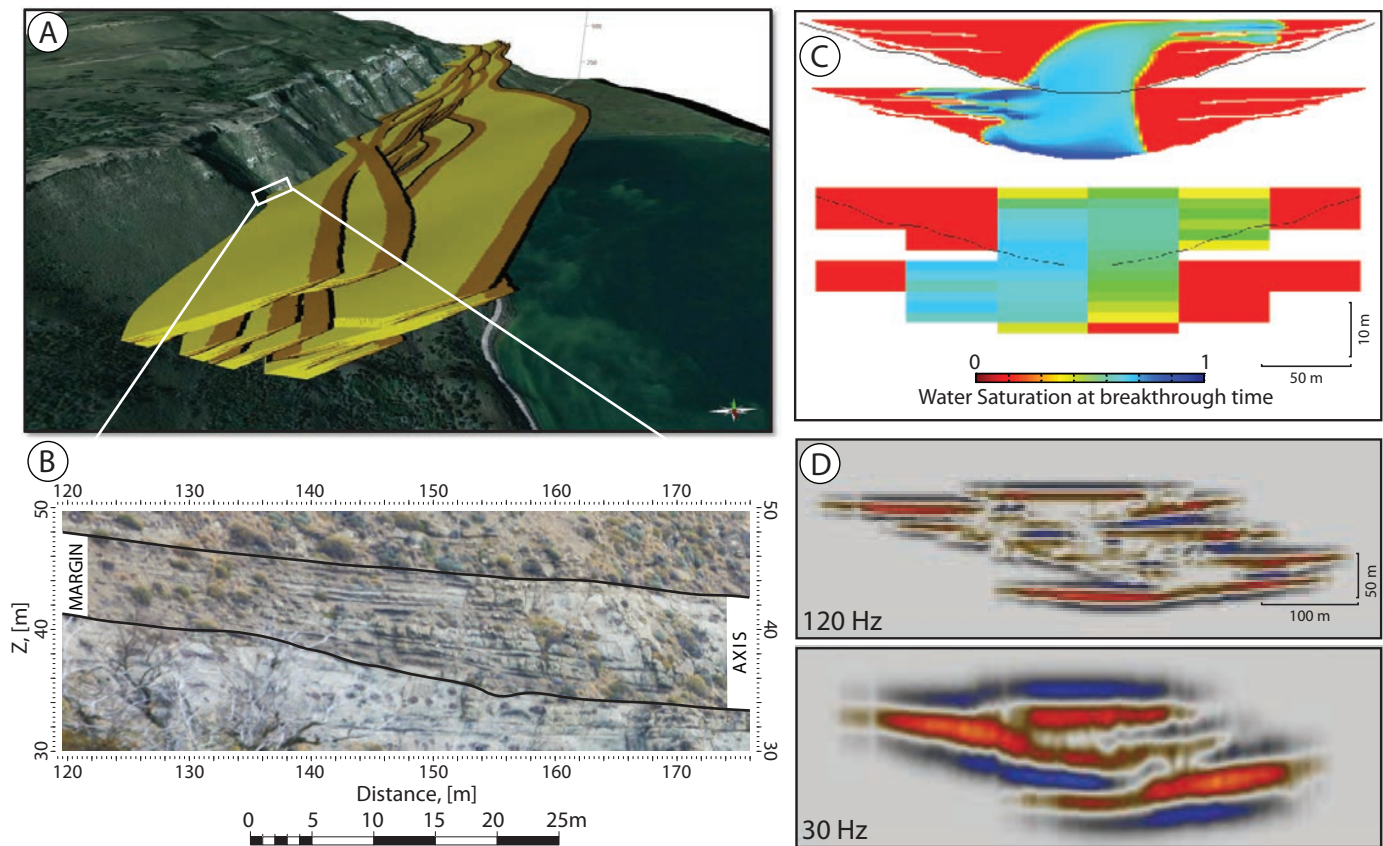 A
500
250
B
120 130 140 150 160 170
50 40 30
Z, [m]
MARGIN
AXIS
50 40 30
120 130 140 150 160 170
Distance, [m]
0 5 10 15 20 25m
C
10 m
0 1
50 m
Water Saturation at breakthrough time
D
50 m
100 m
120 Hz
30 Hz